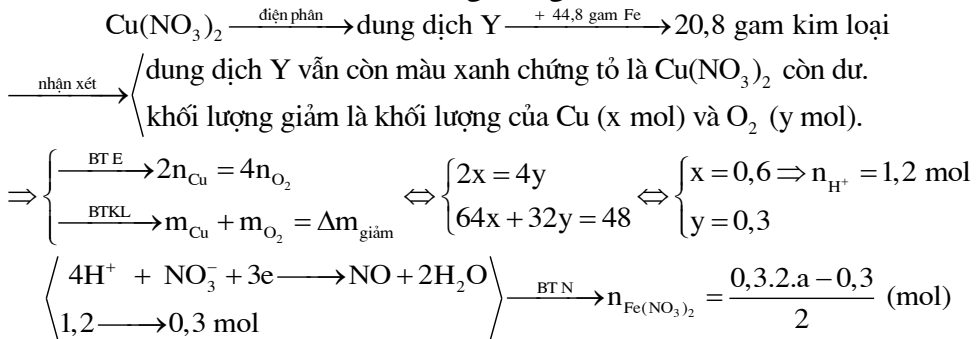 Cu(NO₃)₂ —điện phân→ dung dịch Y —+ 44,8 gam Fe→ 20,8 gam kim loại
—nhận xét→ ⟨ dung dịch Y vẫn còn màu xanh chứng tỏ là Cu(NO₃)₂ còn dư.
khối lượng giảm là khối lượng của Cu (x mol) và O₂ (y mol).
⇒ { —BT E→ 2n_Cu = 4n_O₂ ⇔ { 2x = 4y ⇔ { x = 0,6 ⇒ n_H⁺ = 1,2 mol
—BTKL→ m_Cu + m_O₂ = Δm_giảm 64x + 32y = 48 y = 0,3
⟨ 4H⁺ + NO₃⁻ + 3e → NO + 2H₂O ⟩ —BT N→ n_Fe(NO₃)₂ = (0,3.2.a − 0,3)/2 (mol)
1,2 → 0,3 mol